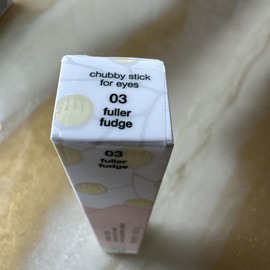 chubby stick
for eyes
03
fuller
fudge
03
fuller
fudge